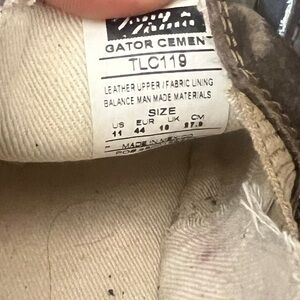 GATOR CEMEN
TLC119
LEATHER UPPER / FABRIC LINING
BALANCE MAN MADE MATERIALS
SIZE
US EUR UK CM
11 44 10
MADE IN